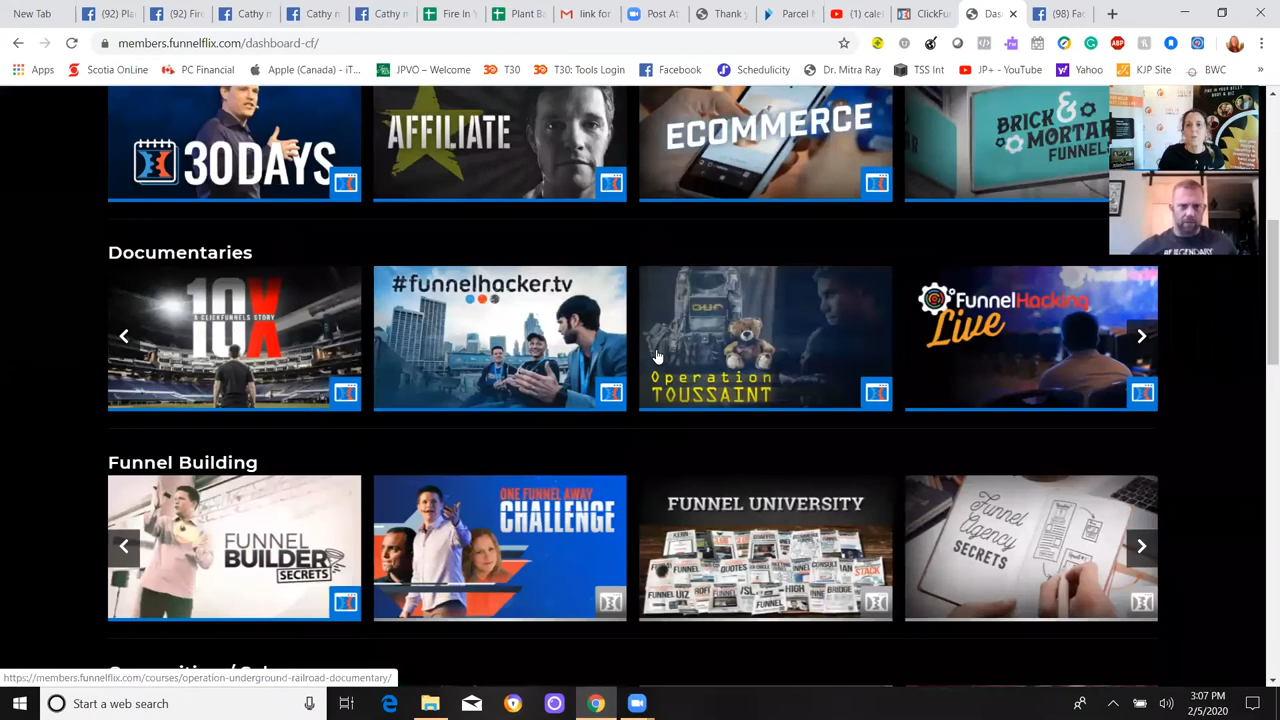 New Tab
(92) Plan
(92) Fire
Cathy m
Cathy m
Cathy m
Fire In Y
Plant Ba
link for
Post Att
Thank y
Parcel M
(1) cale
ClickFu
Das
(98) Fac
members.funnelflix.com/dashboard-cf/
Apps
Scotia OnLine
PC Financial
Apple (Canada) - iT...
JPVO – Welcome
T30
T30: Tools Login
Facebook
Schedulicity
Dr. Mitra Ray
TSS Int
JP+ - YouTube
Yahoo
KJP Site
BWC
30DAYS
AFFILIATE
ECOMMERCE
BRICK &
MORTAR
FUNNEL
Documentaries
10X
A CLICKFUNNELS STORY
#funnelhacker.tv
Operation
TOUSSAINT
FunnelHacking
Live
Funnel Building
FUNNEL
BUILDER
SECRETS
ONE FUNNEL AWAY
CHALLENGE
FUNNEL UNIVERSITY
Funnel
Agency
SECRETS
https://members.funnelflix.com/courses/operation-underground-railroad-documentary/
Start a web search
3:07 PM
2/5/2020